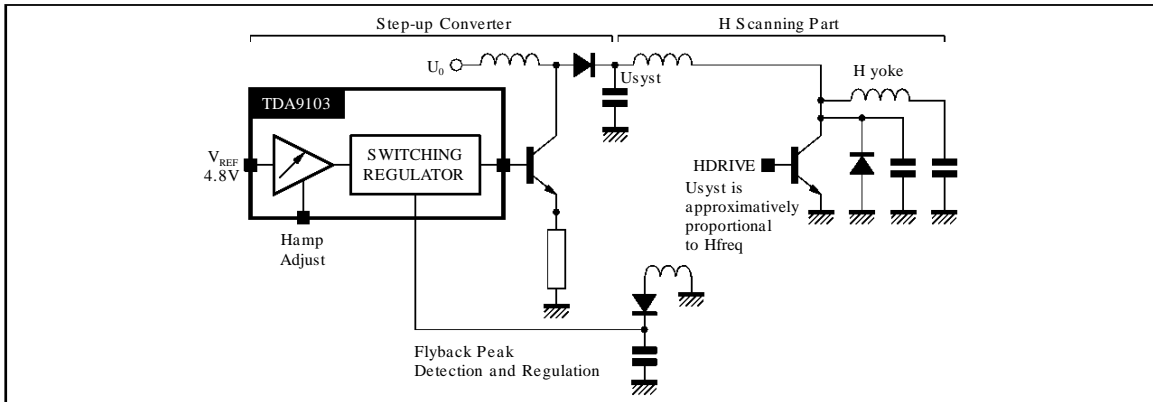 Step-up Converter
H Scanning Part
U0
Usyst
H yoke
TDA9103
VREF
4.8V
SWITCHING
REGULATOR
HDRIVE
Usyst is
approximatively
proportional
to Hfreq
Hamp
Adjust
Flyback Peak
Detection and Regulation